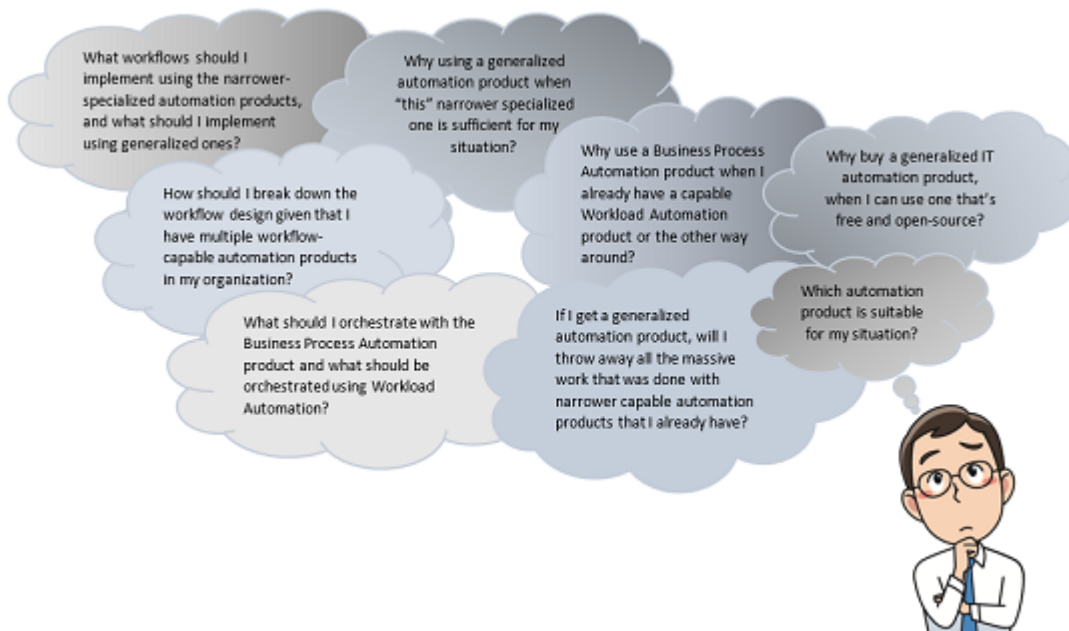 What workflows should I
implement using the narrower-
specialized automation products,
and what should I implement
using generalized ones?
Why using a generalized
automation product when
“this” narrower specialized
one is sufficient for my
situation?
Why use a Business Process
Automation product when I
already have a capable
Workload Automation
product or the other way
around?
Why buy a generalized IT
automation product,
when I can use one that’s
free and open-source?
How should I break down the
workflow design given that I
have multiple workflow-
capable automation products
in my organization?
What should I orchestrate with the
Business Process Automation
product and what should be
orchestrated using Workload
Automation?
If I get a generalized
automation product, will I
throw away all the massive
work that was done with
narrower capable automation
products that I already have?
Which automation
product is suitable
for my situation?